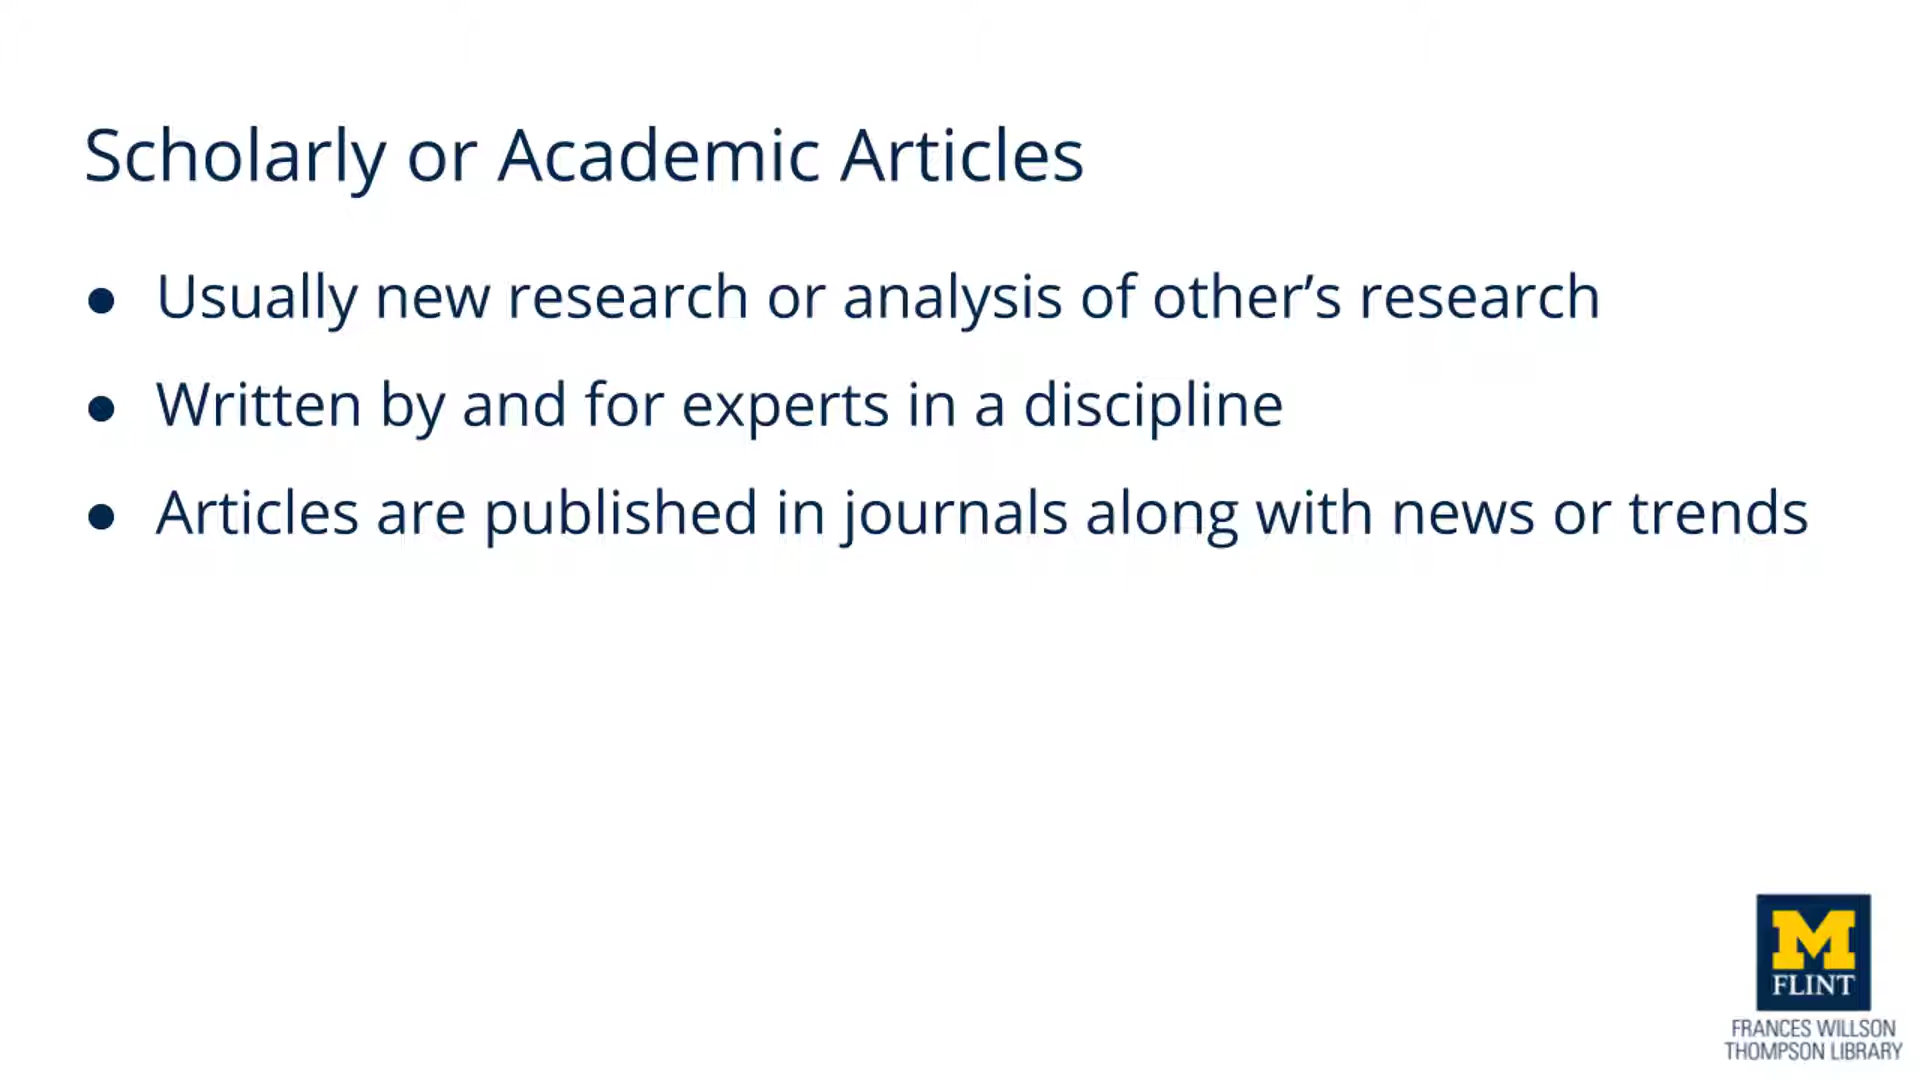 Scholarly or Academic Articles
● Usually new research or analysis of other’s research
● Written by and for experts in a discipline
● Articles are published in journals along with news or trends
M
FLINT
FRANCES WILLSON
THOMPSON LIBRARY